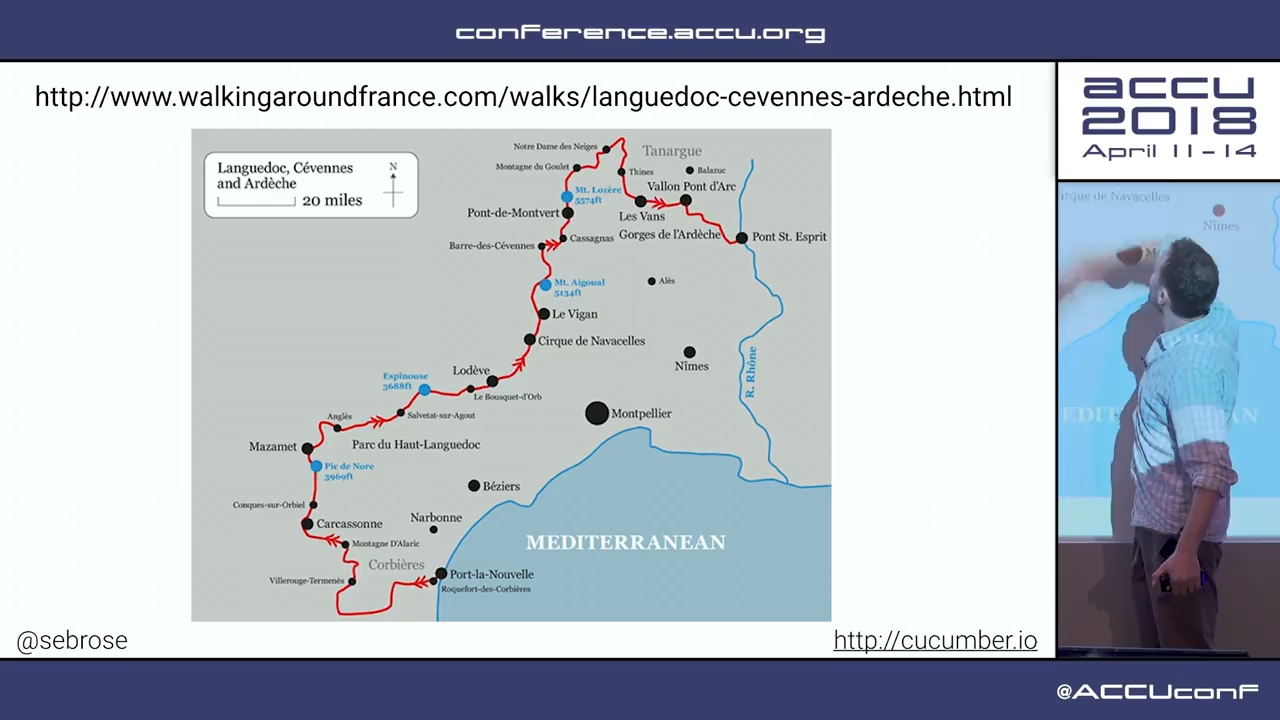 conference.accu.org
http://www.walkingaroundfrance.com/walks/languedoc-cevennes-ardeche.html
accu
2018
April 11-14
Languedoc, Cévennes
and Ardèche
20 miles
N
Notre Dame des Neiges
Tanargue
Montagne du Goulet
Thines
Balazuc
Mt. Lozère
5574ft
Vallon Pont d'Arc
Pont-de-Montvert
Les Vans
Barre-des-Cévennes
Cassagnas
Gorges de l'Ardèche
Pont St. Esprit
Mt. Aigoual
5134ft
Alès
Le Vigan
Cirque de Navacelles
Nîmes
R. Rhône
Lodève
Espinouse
3688ft
Le Bousquet-d'Orb
Anglès
Salvetat-sur-Agout
Montpellier
Mazamet
Parc du Haut-Languedoc
Pic de Nore
3969ft
Béziers
Conques-sur-Orbiel
Carcassonne
Narbonne
Montagne D'Alaric
MEDITERRANEAN
Corbières
Villerouge-Termenès
Port-la-Nouvelle
Roquefort-des-Corbières
Cirque de Navacelles
Nîmes
@sebrose
http://cucumber.io
@ACCUconf